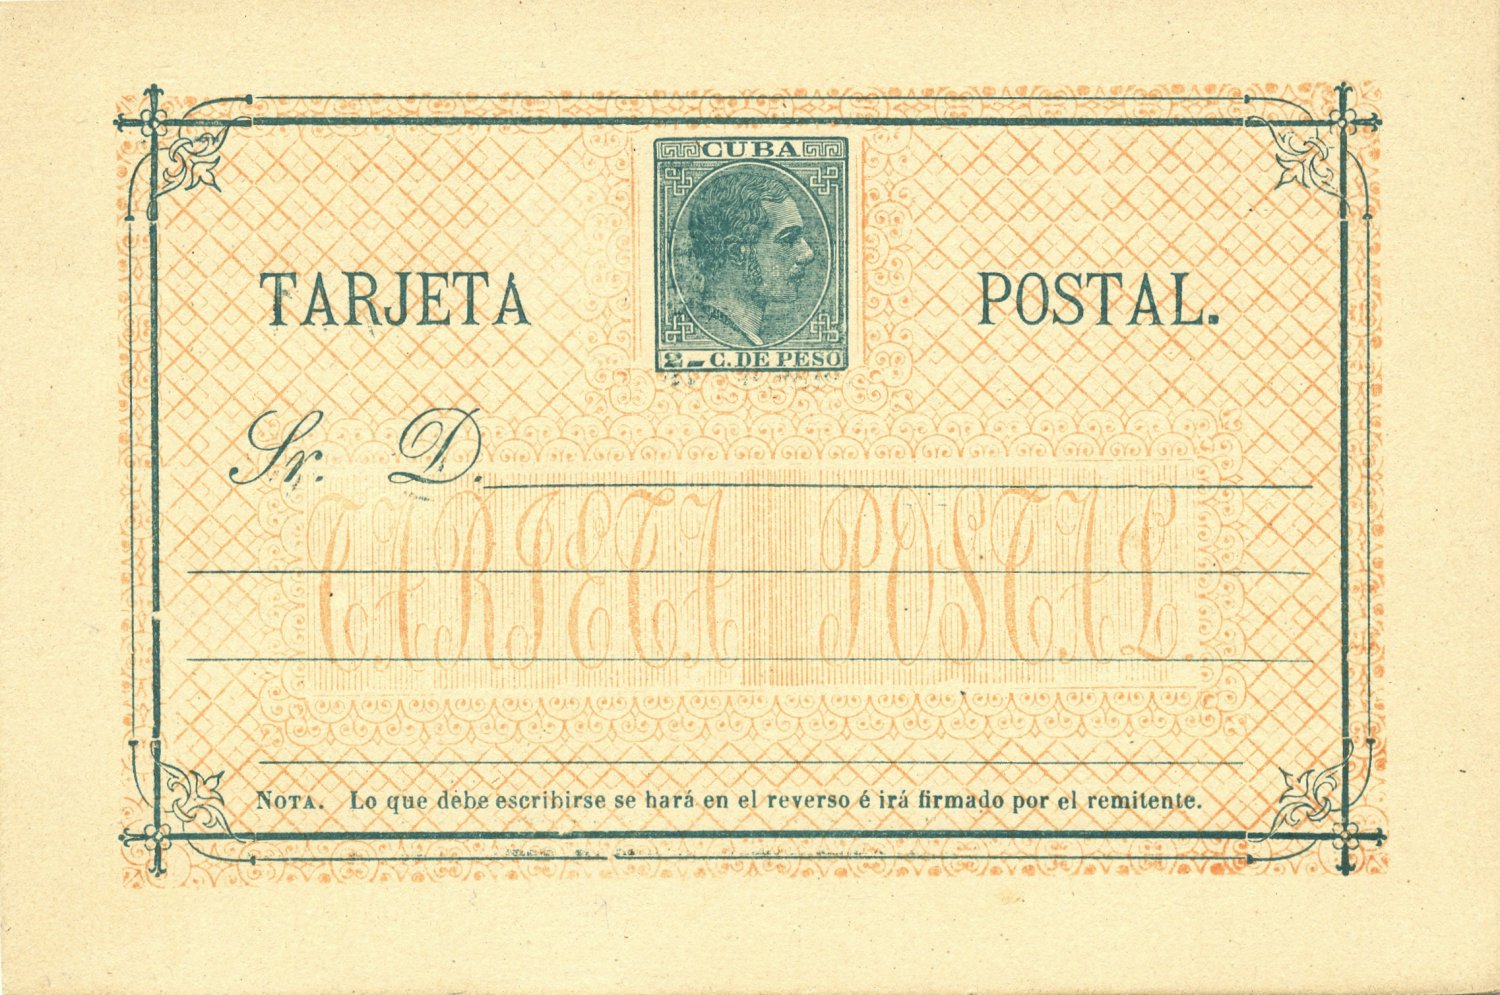 CUBA
2 - C. DE PESO
TARJETA POSTAL.
Sr. D.
TARJETA POSTAL.
NOTA. Lo que debe escribirse se hará en el reverso é irá firmado por el remitente.